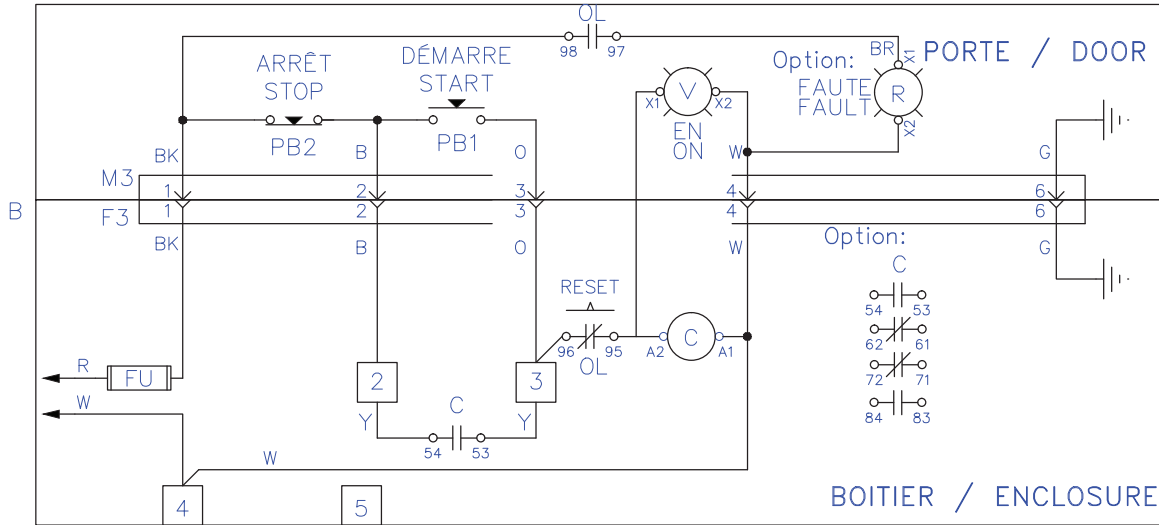 OL
98 97
PORTE / DOOR
ARRÊT
STOP
DÉMARRE
START
BR
X1
Option:
FAUTE
FAULT
R
X2
X1 V X2
EN
ON
PB2
PB1
BK
B
O
W
G
M3
1 2 3 4 6
B
F3
1 2 3 4 6
BK
B
O
W
G
Option:
C
54 53
62 61
72 71
84 83
RESET
96 95
OL
A2 C A1
R
FU
W
2
3
Y
C
Y
54 53
W
4
5
BOITIER / ENCLOSURE